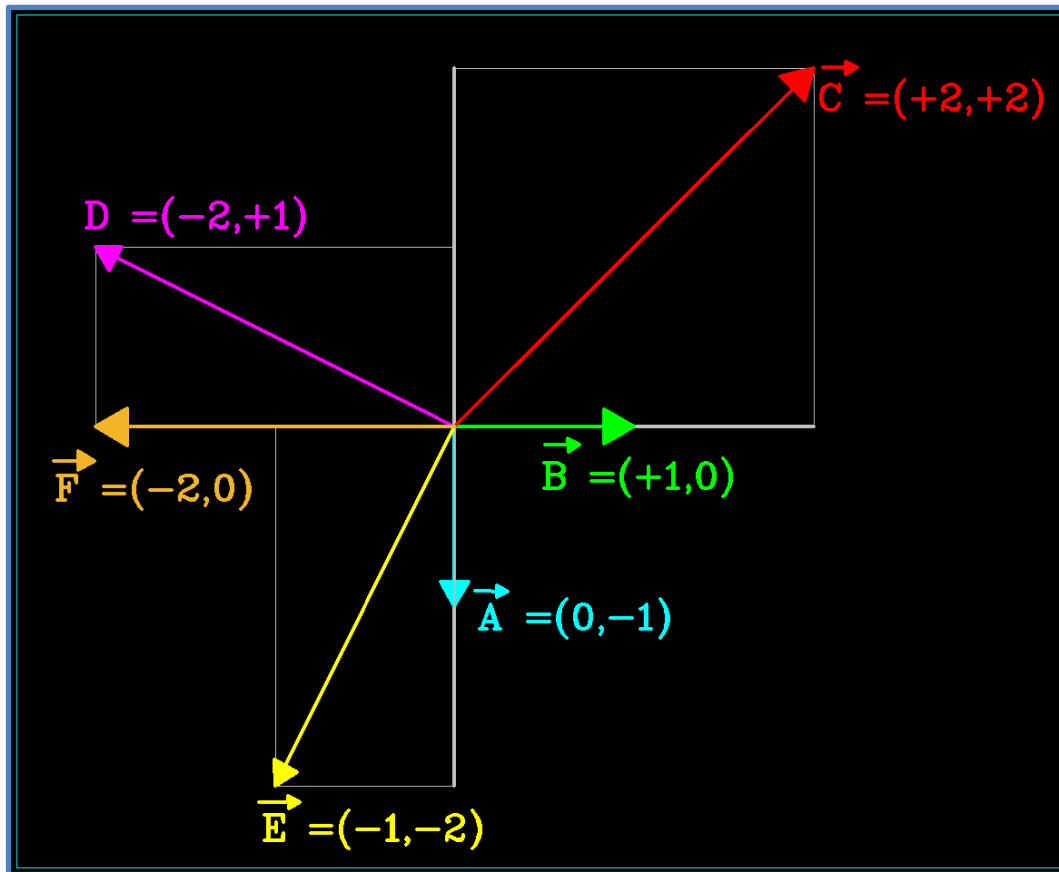 C =(+2,+2)
D =(-2,+1)
B =(+1,0)
F =(-2,0)
A =(0,-1)
E =(-1,-2)